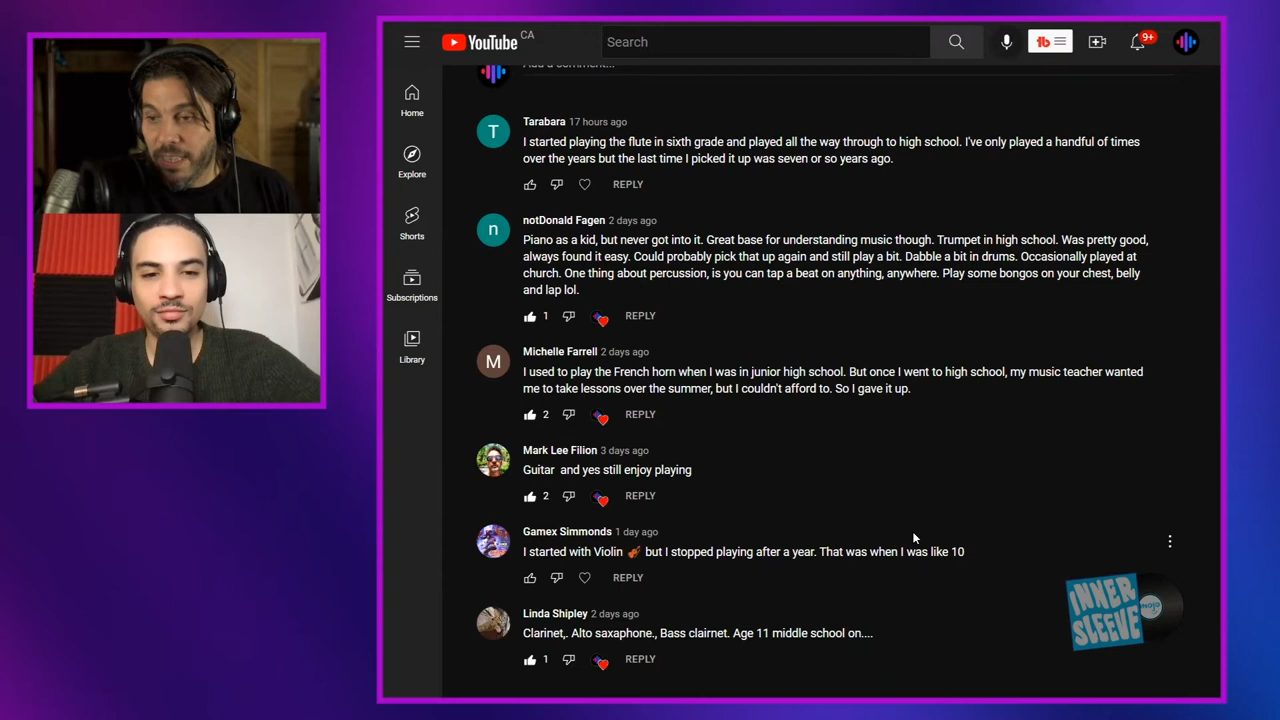 YouTube CA
Search
9+
Add a comment...
Home
Explore
Shorts
Subscriptions
Library
T
Tarabara 17 hours ago
I started playing the flute in sixth grade and played all the way through to high school. I've only played a handful of times
over the years but the last time I picked it up was seven or so years ago.
REPLY
n
notDonald Fagen 2 days ago
Piano as a kid, but never got into it. Great base for understanding music though. Trumpet in high school. Was pretty good,
always found it easy. Could probably pick that up again and still play a bit. Dabble a bit in drums. Occasionally played at
church. One thing about percussion, is you can tap a beat on anything, anywhere. Play some bongos on your chest, belly
and lap lol.
1 REPLY
M
Michelle Farrell 2 days ago
I used to play the French horn when I was in junior high school. But once I went to high school, my music teacher wanted
me to take lessons over the summer, but I couldn't afford to. So I gave it up.
2 REPLY
Mark Lee Filion 3 days ago
Guitar and yes still enjoy playing
2 REPLY
Gamex Simmonds 1 day ago
I started with Violin 🎻 but I stopped playing after a year. That was when I was like 10
REPLY
Linda Shipley 2 days ago
Clarinet,. Alto saxaphone., Bass clairnet. Age 11 middle school on....
1 REPLY
INNER
SLEEVE
MOJO